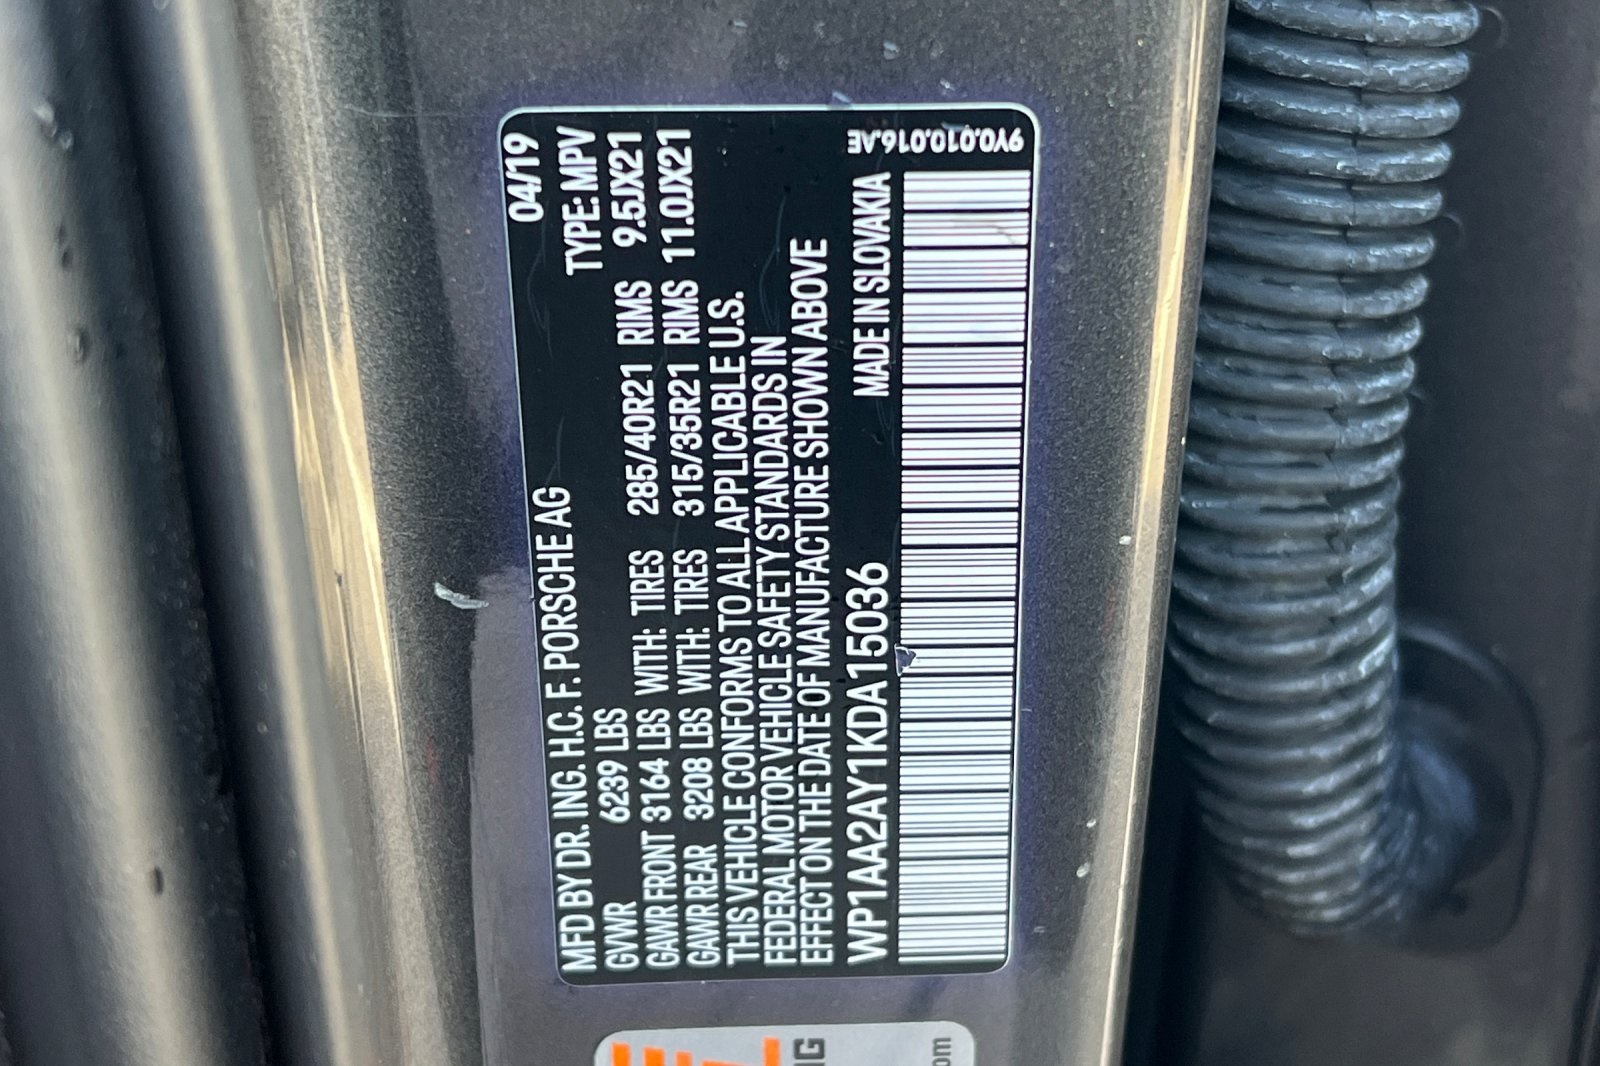 MFD BY DR. ING. H.C. F. PORSCHE AG 04/19
GVWR 6239 LBS TYPE: MPV
GAWR FRONT 3164 LBS WITH: TIRES 285/40R21 RIMS 9.5JX21
GAWR REAR 3208 LBS WITH: TIRES 315/35R21 RIMS 11.0JX21
THIS VEHICLE CONFORMS TO ALL APPLICABLE U.S.
FEDERAL MOTOR VEHICLE SAFETY STANDARDS IN
EFFECT ON THE DATE OF MANUFACTURE SHOWN ABOVE
WP1AA2AY1KDA15036 MADE IN SLOVAKIA
9Y0.010.016.AE